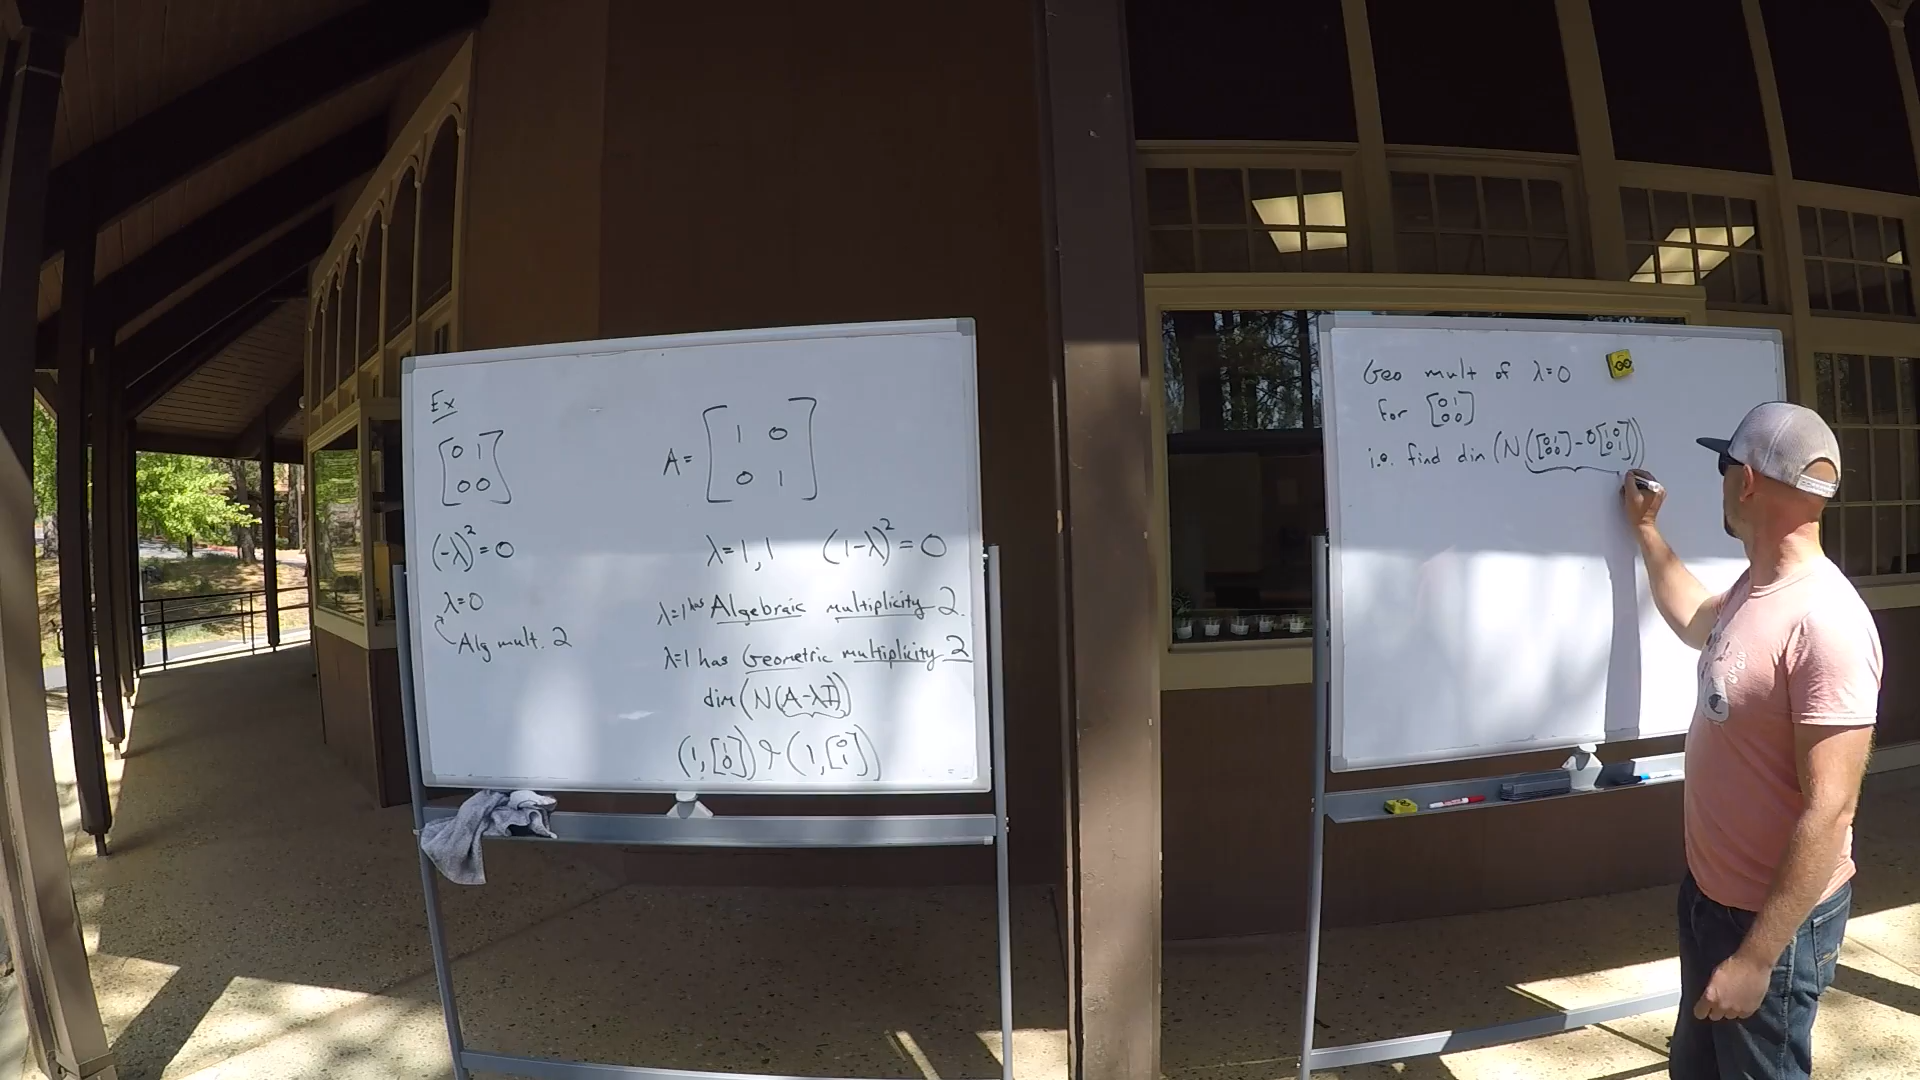 Ex
[0 1
0 0]
(-λ)² = 0
λ=0
Alg mult. 2
A = [1 0
0 1]
λ=1,1 (1-λ)² = 0
λ=1 has Algebraic multiplicity 2.
λ=1 has Geometric multiplicity 2
dim(N(A-λI))
(1,[1 0]) & (1,[0 1])
Geo mult of λ=0
for [0 1
0 0]
i.e. find dim(N([0 1 0 0] - 0[1 0 0 1]))